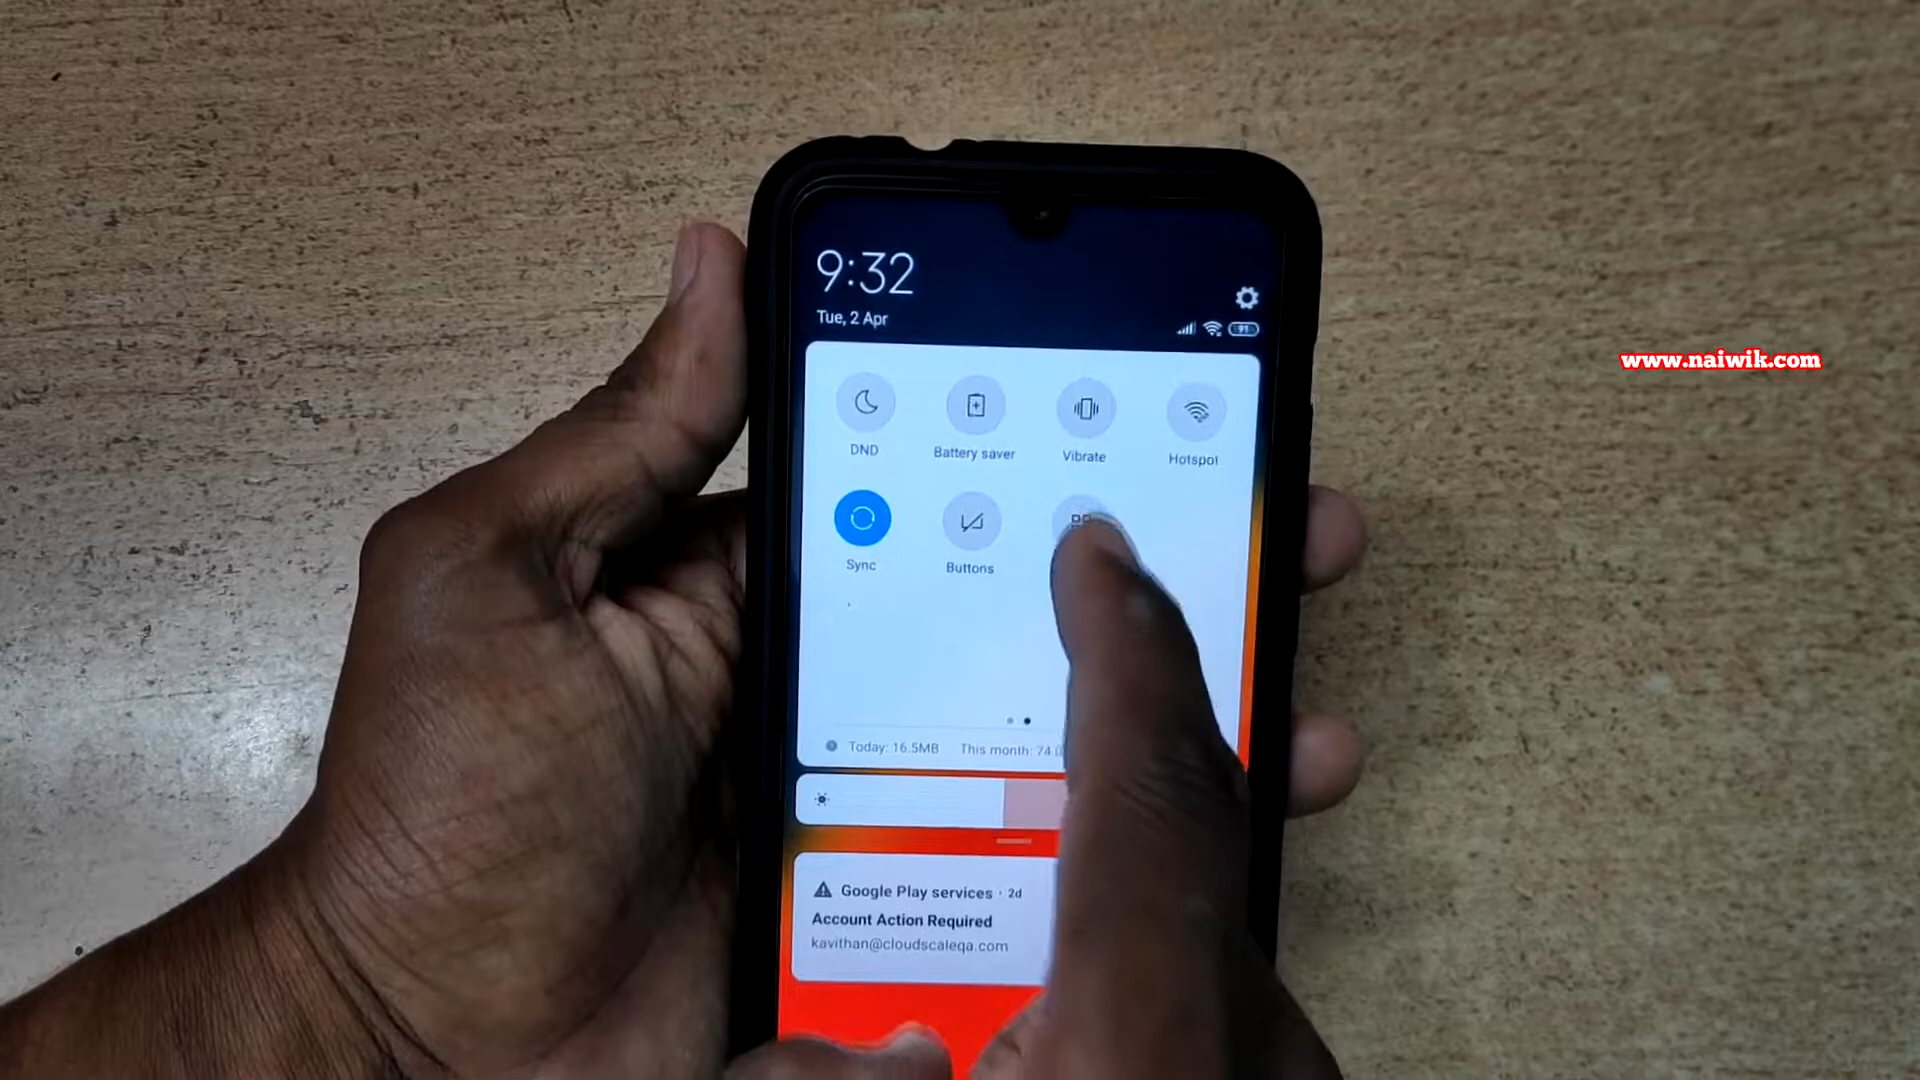 9:32
Tue, 2 Apr
91
www.naiwik.com
DND
Battery saver
Vibrate
Hotspot
Sync
Buttons
Today: 16.5MB This month:
Google Play services · 2d
Account Action Required
kavithan@cloudscaleqa.com